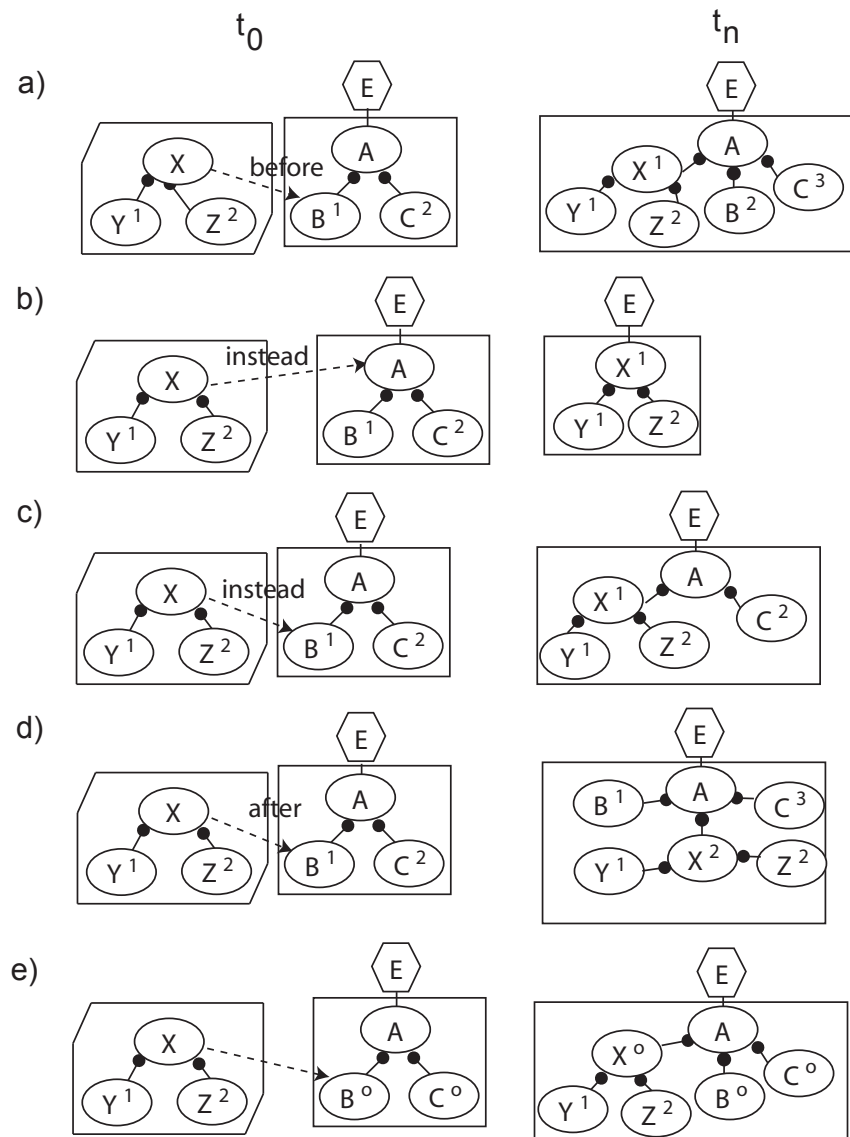 t0 tn
a)
E E
X before A A
Y 1 Z 2 B 1 C 2 X 1 C 3
Y 1 Z 2 B 2
b)
E E
X instead A X 1
Y 1 Z 2 B 1 C 2 Y 1 Z 2
c)
E E
X instead A A
Y 1 Z 2 B 1 C 2 X 1 C 2
Y 1 Z 2
d)
E E
X after A B 1 A C 3
Y 1 Z 2 B 1 C 2 Y 1 X 2 Z 2
e)
E E
X A A
Y 1 Z 2 B o C o X o C o
Y 1 Z 2 B o